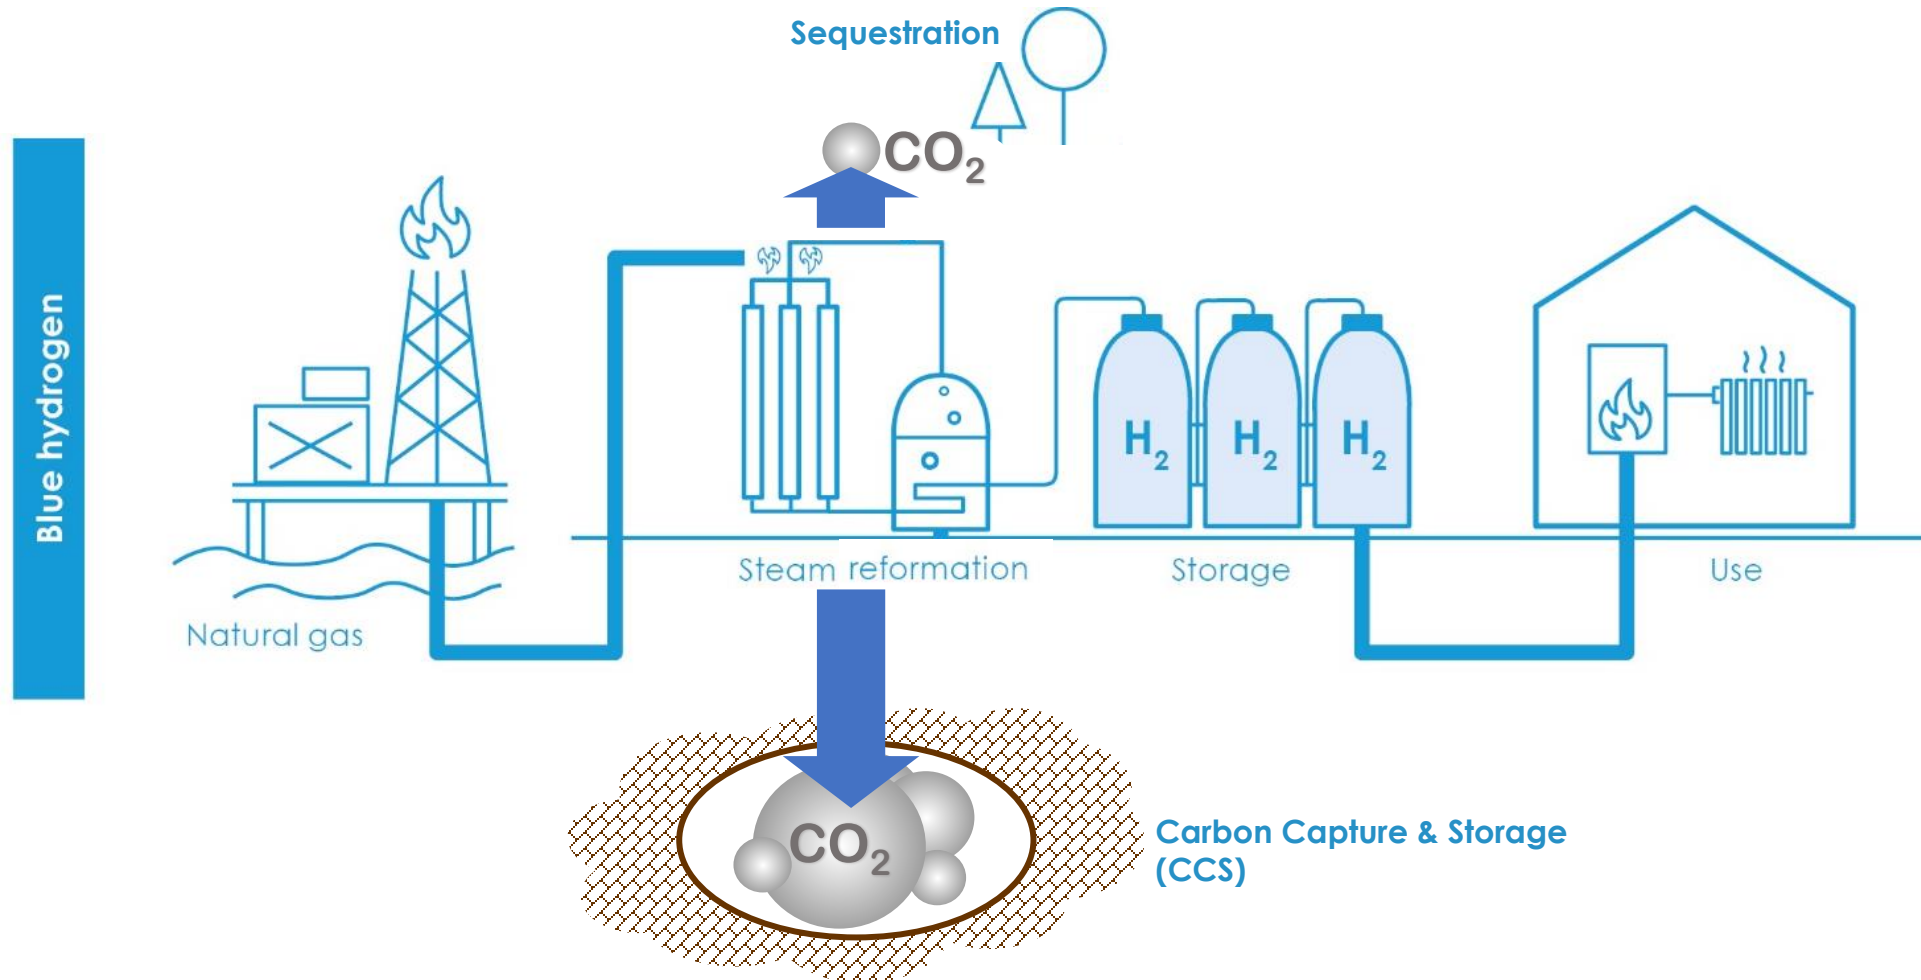 Sequestration
CO₂
Blue hydrogen
H₂
H₂
H₂
Steam reformation
Storage
Use
Natural gas
CO₂
Carbon Capture & Storage
(CCS)